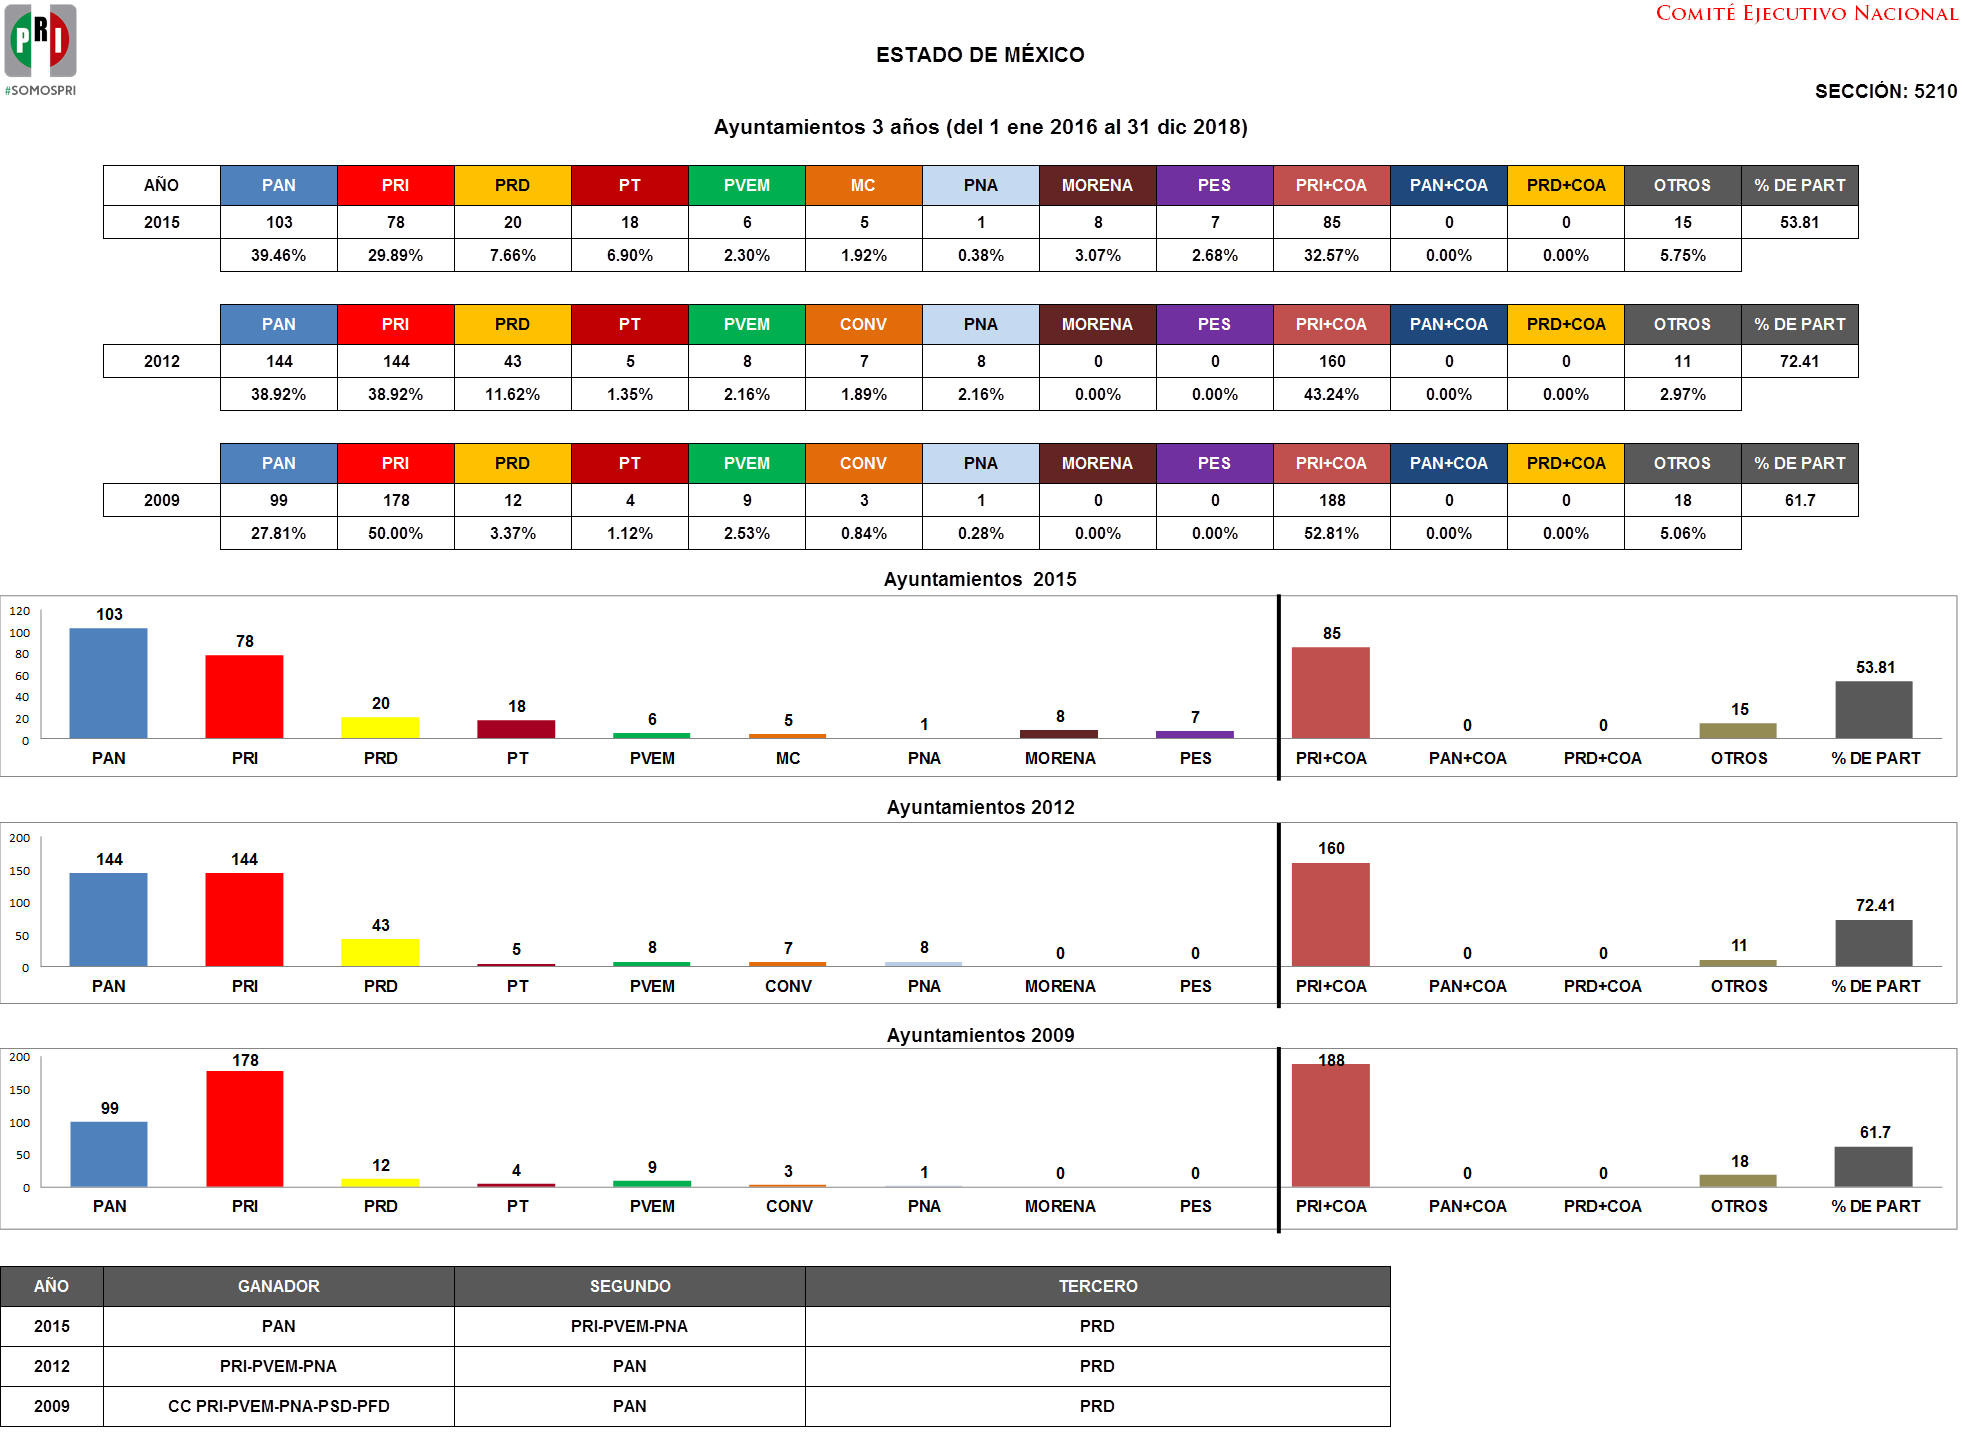 PRI
#SOMOSPRI
COMITÉ EJECUTIVO NACIONAL
ESTADO DE MÉXICO
SECCIÓN: 5210
Ayuntamientos 3 años (del 1 ene 2016 al 31 dic 2018)
AÑO PAN PRI PRD PT PVEM MC PNA MORENA PES PRI+COA PAN+COA PRD+COA OTROS % DE PART
2015 103 78 20 18 6 5 1 8 7 85 0 0 15 53.81
39.46% 29.89% 7.66% 6.90% 2.30% 1.92% 0.38% 3.07% 2.68% 32.57% 0.00% 0.00% 5.75%
PAN PRI PRD PT PVEM CONV PNA MORENA PES PRI+COA PAN+COA PRD+COA OTROS % DE PART
2012 144 144 43 5 8 7 8 0 0 160 0 0 11 72.41
38.92% 38.92% 11.62% 1.35% 2.16% 1.89% 2.16% 0.00% 0.00% 43.24% 0.00% 0.00% 2.97%
PAN PRI PRD PT PVEM CONV PNA MORENA PES PRI+COA PAN+COA PRD+COA OTROS % DE PART
2009 99 178 12 4 9 3 1 0 0 188 0 0 18 61.7
27.81% 50.00% 3.37% 1.12% 2.53% 0.84% 0.28% 0.00% 0.00% 52.81% 0.00% 0.00% 5.06%
Ayuntamientos 2015
120
100
80
60
40
20
0
103 78 20 18 6 5 1 8 7 85 0 0 15 53.81
PAN PRI PRD PT PVEM MC PNA MORENA PES PRI+COA PAN+COA PRD+COA OTROS % DE PART
Ayuntamientos 2012
200
150
100
50
0
144 144 43 5 8 7 8 0 0 160 0 0 11 72.41
PAN PRI PRD PT PVEM CONV PNA MORENA PES PRI+COA PAN+COA PRD+COA OTROS % DE PART
Ayuntamientos 2009
200
150
100
50
0
99 178 12 4 9 3 1 0 0 188 0 0 18 61.7
PAN PRI PRD PT PVEM CONV PNA MORENA PES PRI+COA PAN+COA PRD+COA OTROS % DE PART
AÑO GANADOR SEGUNDO TERCERO
2015 PAN PRI-PVEM-PNA PRD
2012 PRI-PVEM-PNA PAN PRD
2009 CC PRI-PVEM-PNA-PSD-PFD PAN PRD